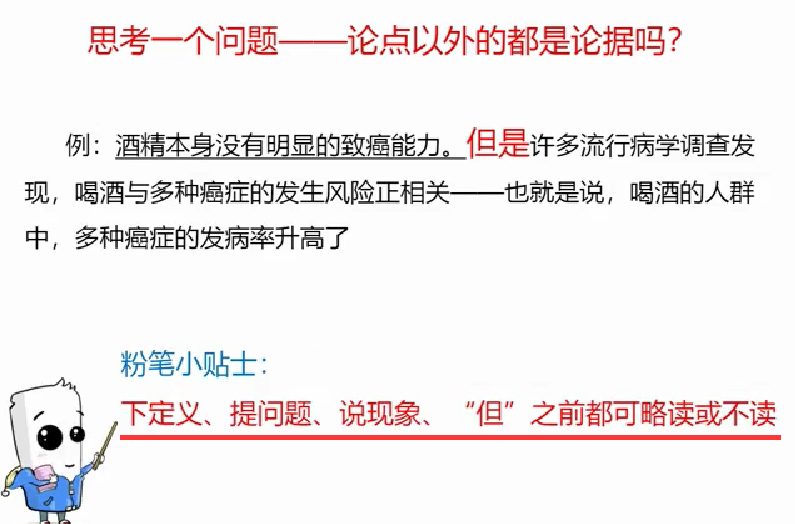 思考一个问题——论点以外的都是论据吗？
例：酒精本身没有明显的致癌能力。但是许多流行病学调查发
现，喝酒与多种癌症的发生风险正相关——也就是说，喝酒的人群
中，多种癌症的发病率升高了
粉笔小贴士：
下定义、提问题、说现象、“但”之前都可略读或不读